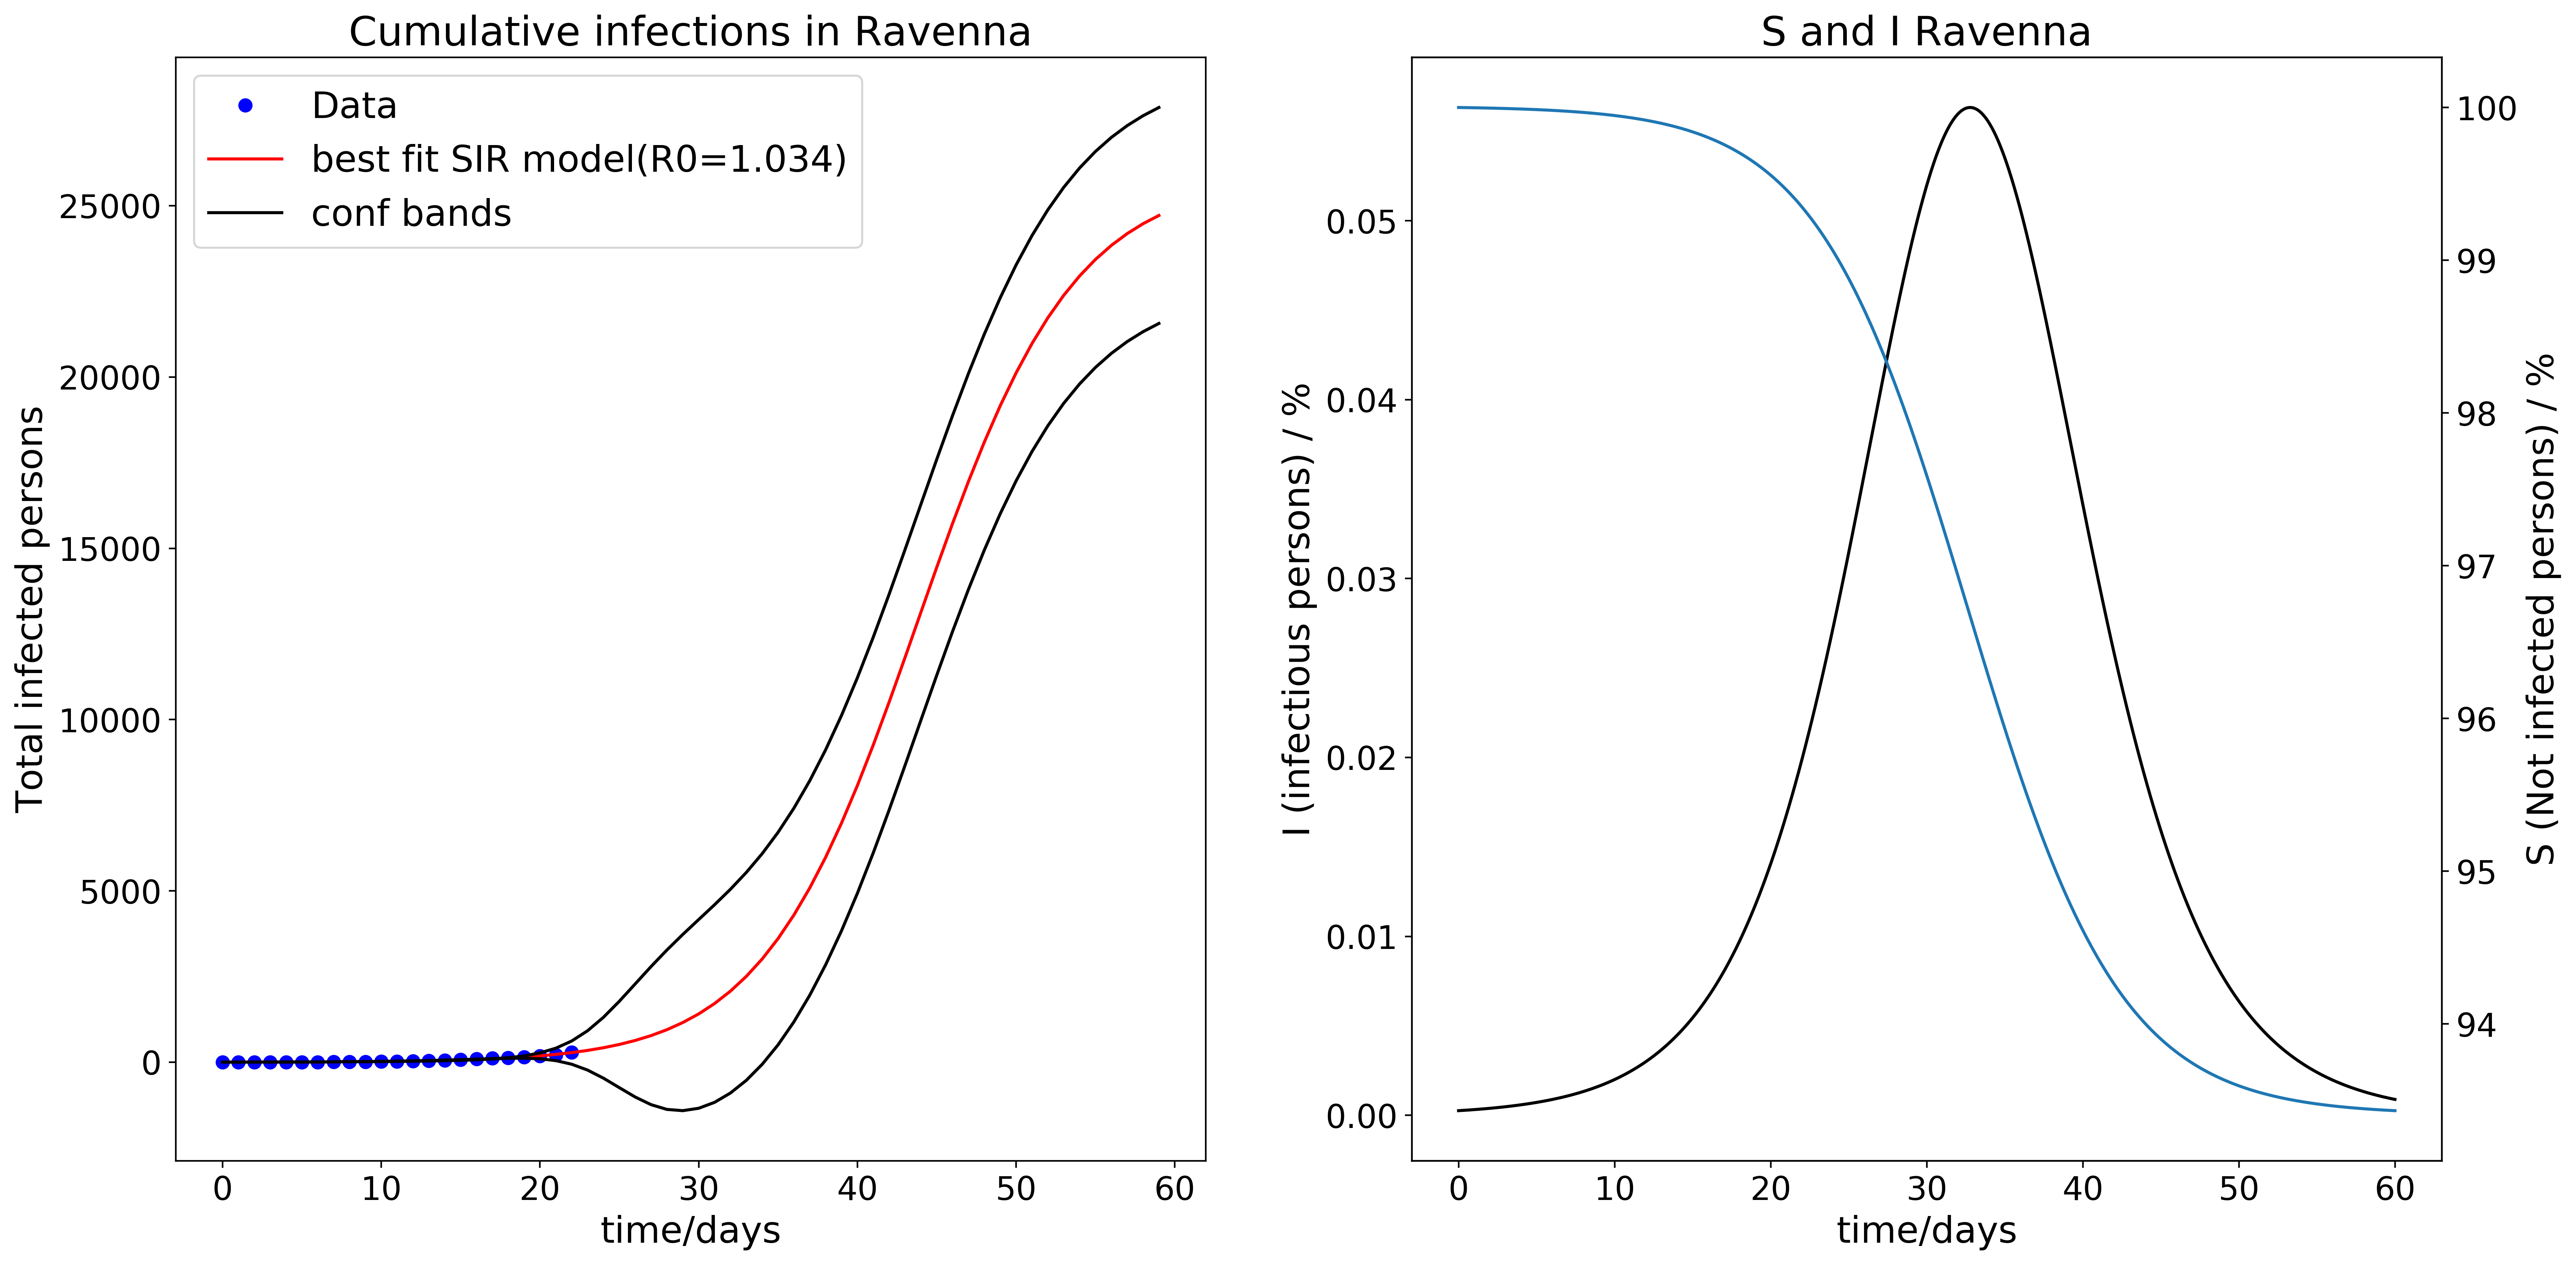 Cumulative infections in Ravenna
Data
best fit SIR model(R0=1.034)
conf bands
Total infected persons
25000
20000
15000
10000
5000
0
0 10 20 30 40 50 60
time/days
S and I Ravenna
I (infectious persons) / %
0.05
0.04
0.03
0.02
0.01
0.00
100
99
98
97
96
95
94
S (Not infected persons) / %
0 10 20 30 40 50 60
time/days